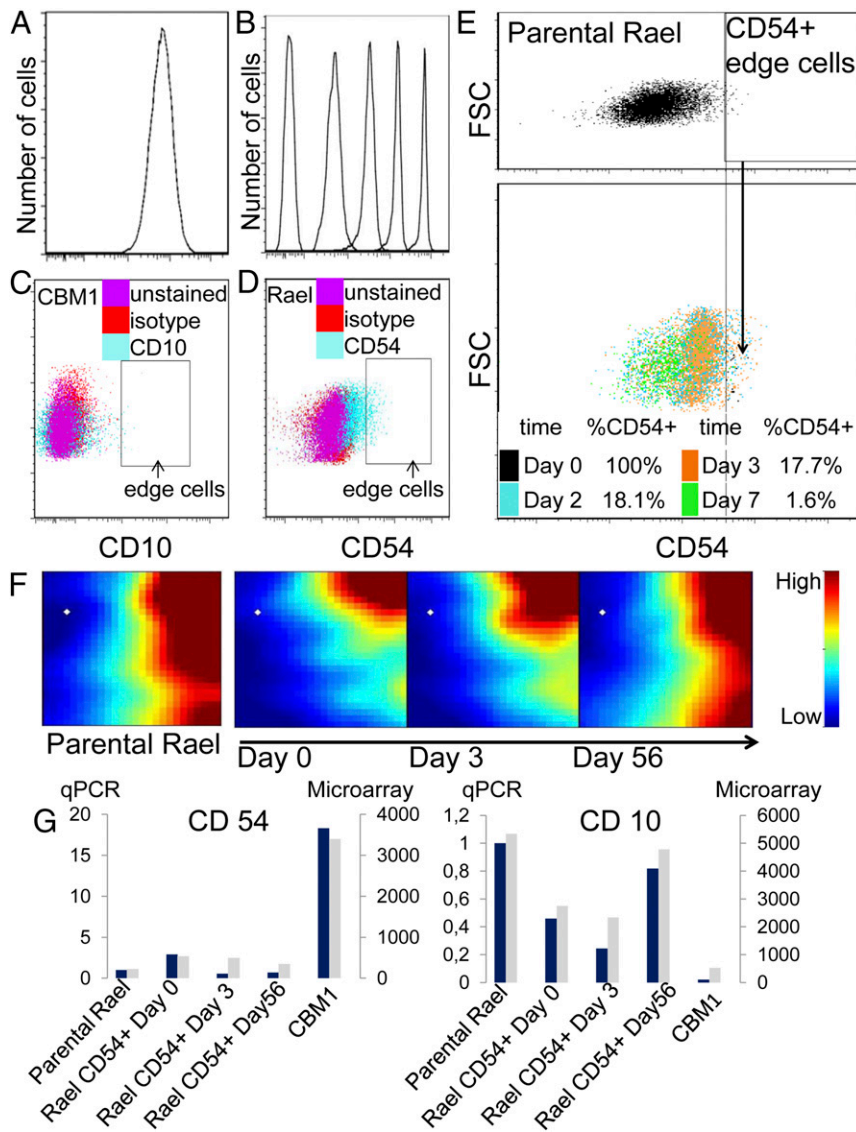 A
Number of cells
B
Number of cells
C
CBM1
unstained
isotype
CD10
edge cells
CD10
D
Rael
unstained
isotype
CD54
edge cells
CD54
E
Parental Rael
CD54+
edge cells
FSC
FSC
time %CD54+ time %CD54+
Day 0 100% Day 3 17.7%
Day 2 18.1% Day 7 1.6%
CD54
F
High
Low
Parental Rael
Day 0 Day 3 Day 56
G
qPCR
Microarray
CD 54
20
15
10
5
0
4000
3000
2000
1000
0
Parental Rael
Rael CD54+ Day 0
Rael CD54+ Day 3
Rael CD54+ Day56
CBM1
qPCR
Microarray
CD 10
1,2
1
0,8
0,6
0,4
0,2
0
6000
5000
4000
3000
2000
1000
0
Parental Rael
Rael CD54+ Day 0
Rael CD54+ Day 3
Rael CD54+ Day56
CBM1